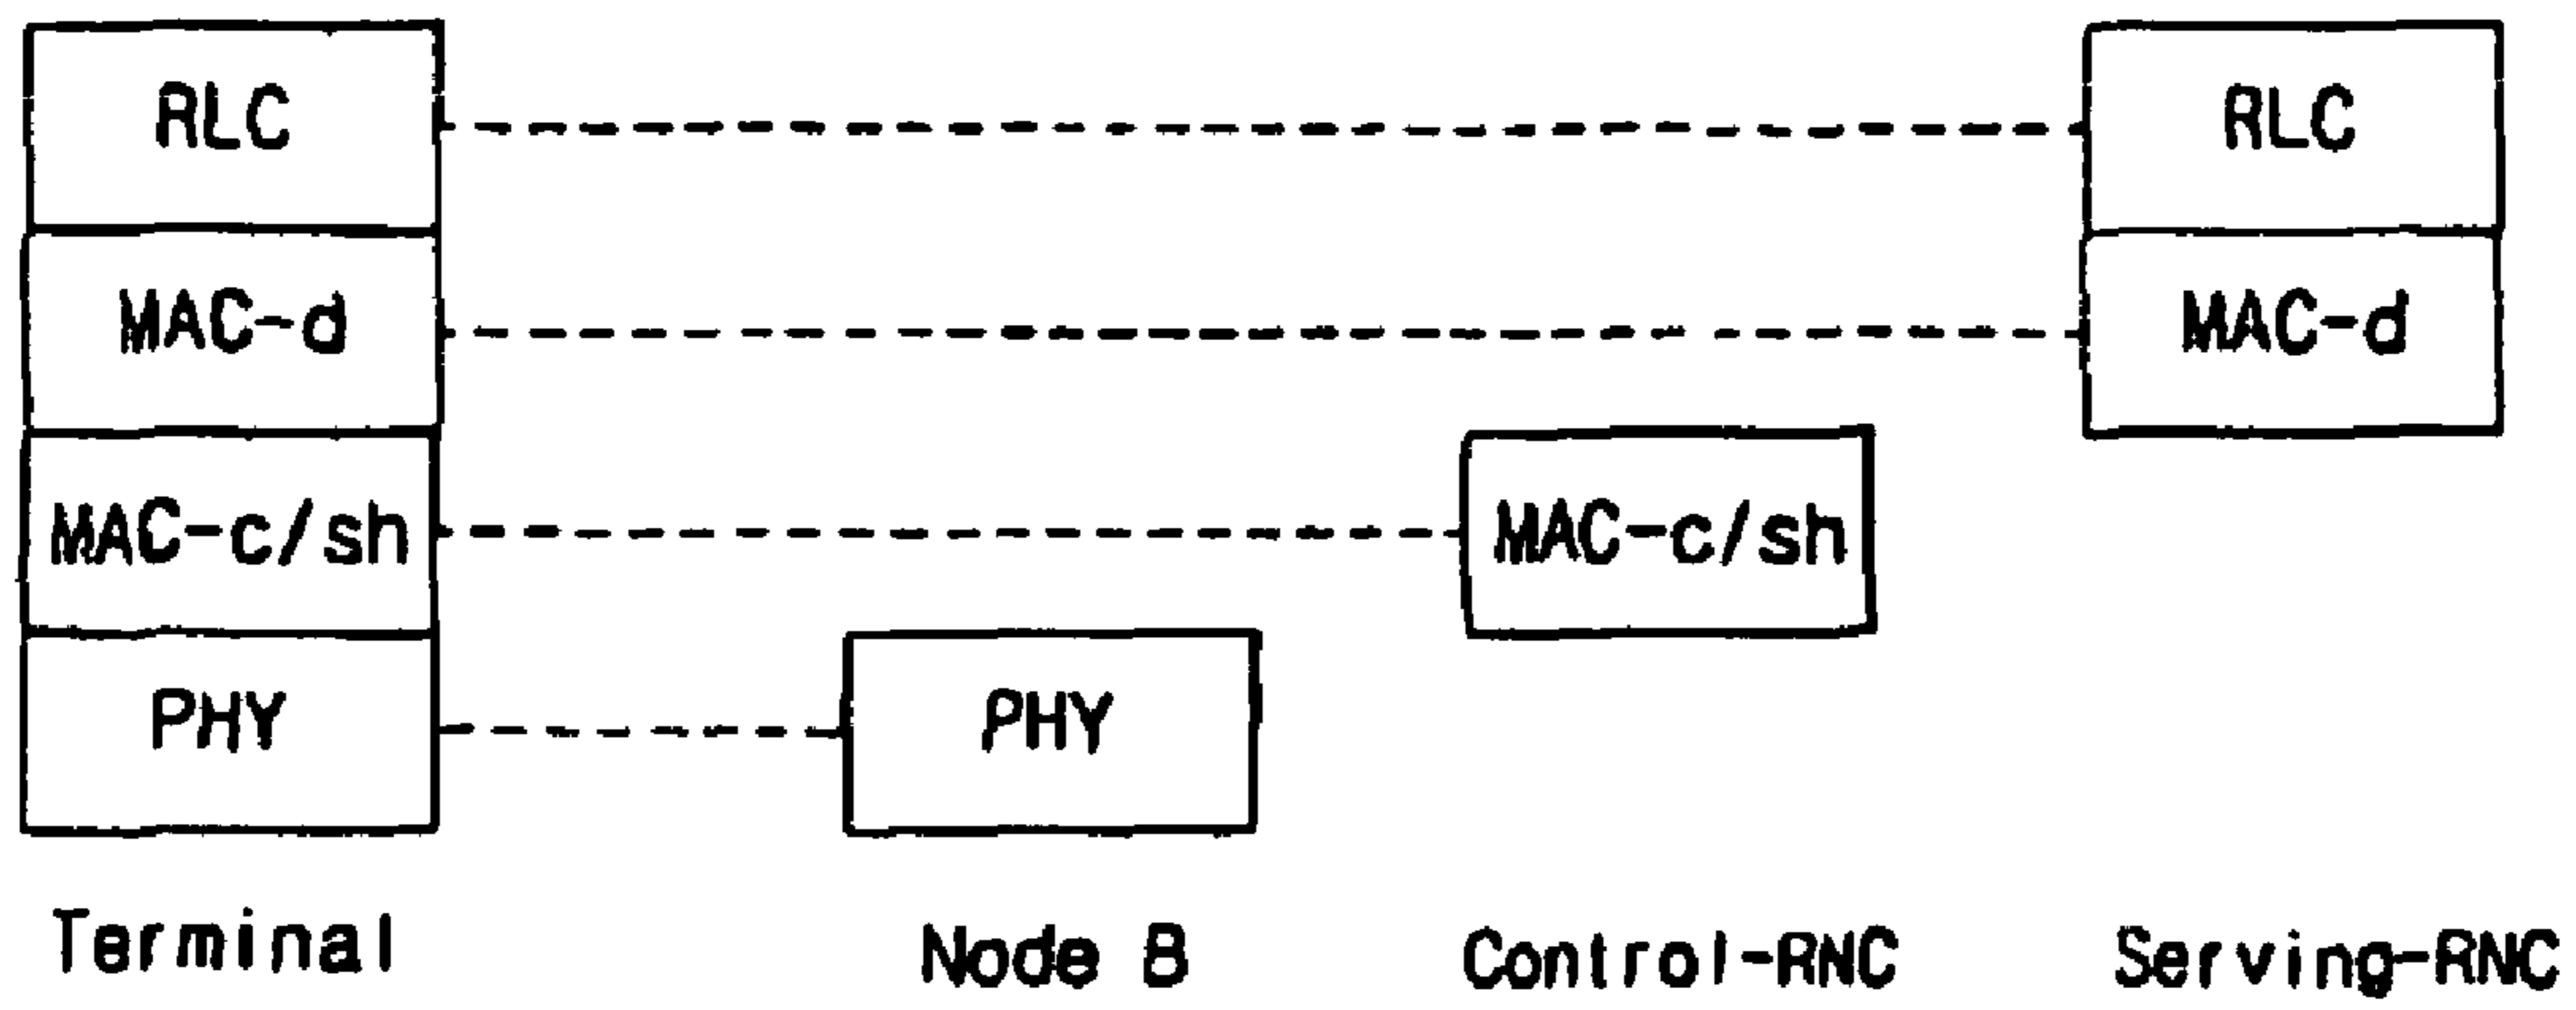 RLC
RLC
MAC-d
MAC-d
MAC-c/sh
MAC-c/sh
PHY
PHY
Terminal
Node B
Control-RNC
Serving-RNC